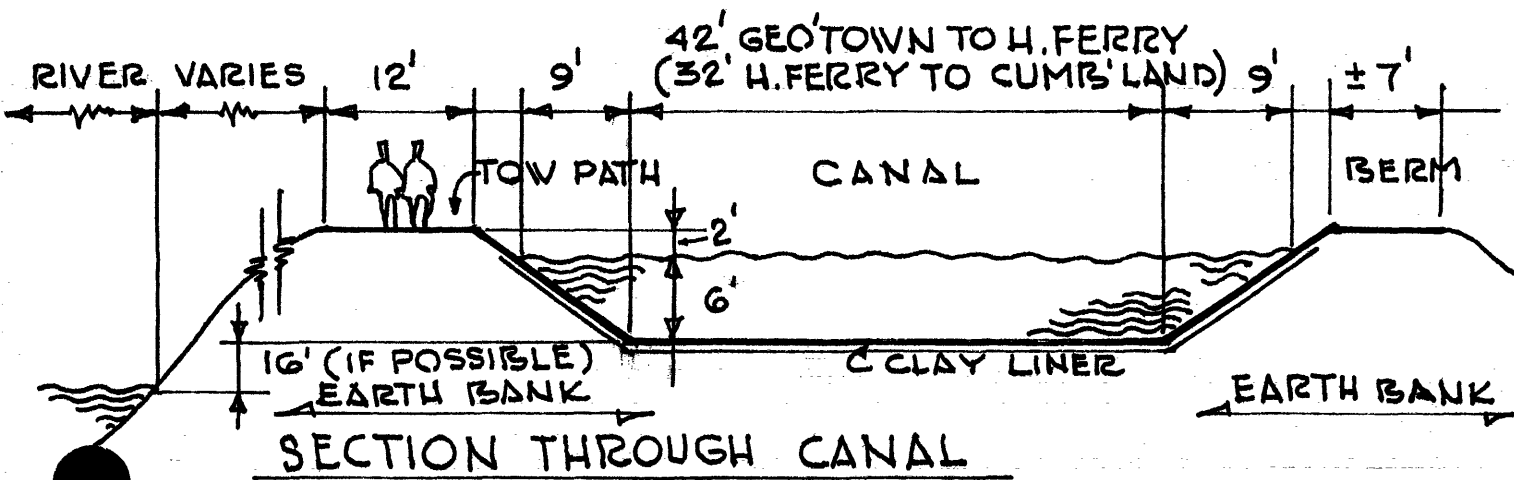 42' GEO'TOWN TO H.FERRY
RIVER VARIES 12' 9' (32' H.FERRY TO CUMB'LAND) 9' ± 7'
TOW PATH CANAL BERM
2'
6'
16' (IF POSSIBLE) C CLAY LINER
EARTH BANK EARTH BANK
SECTION THROUGH CANAL